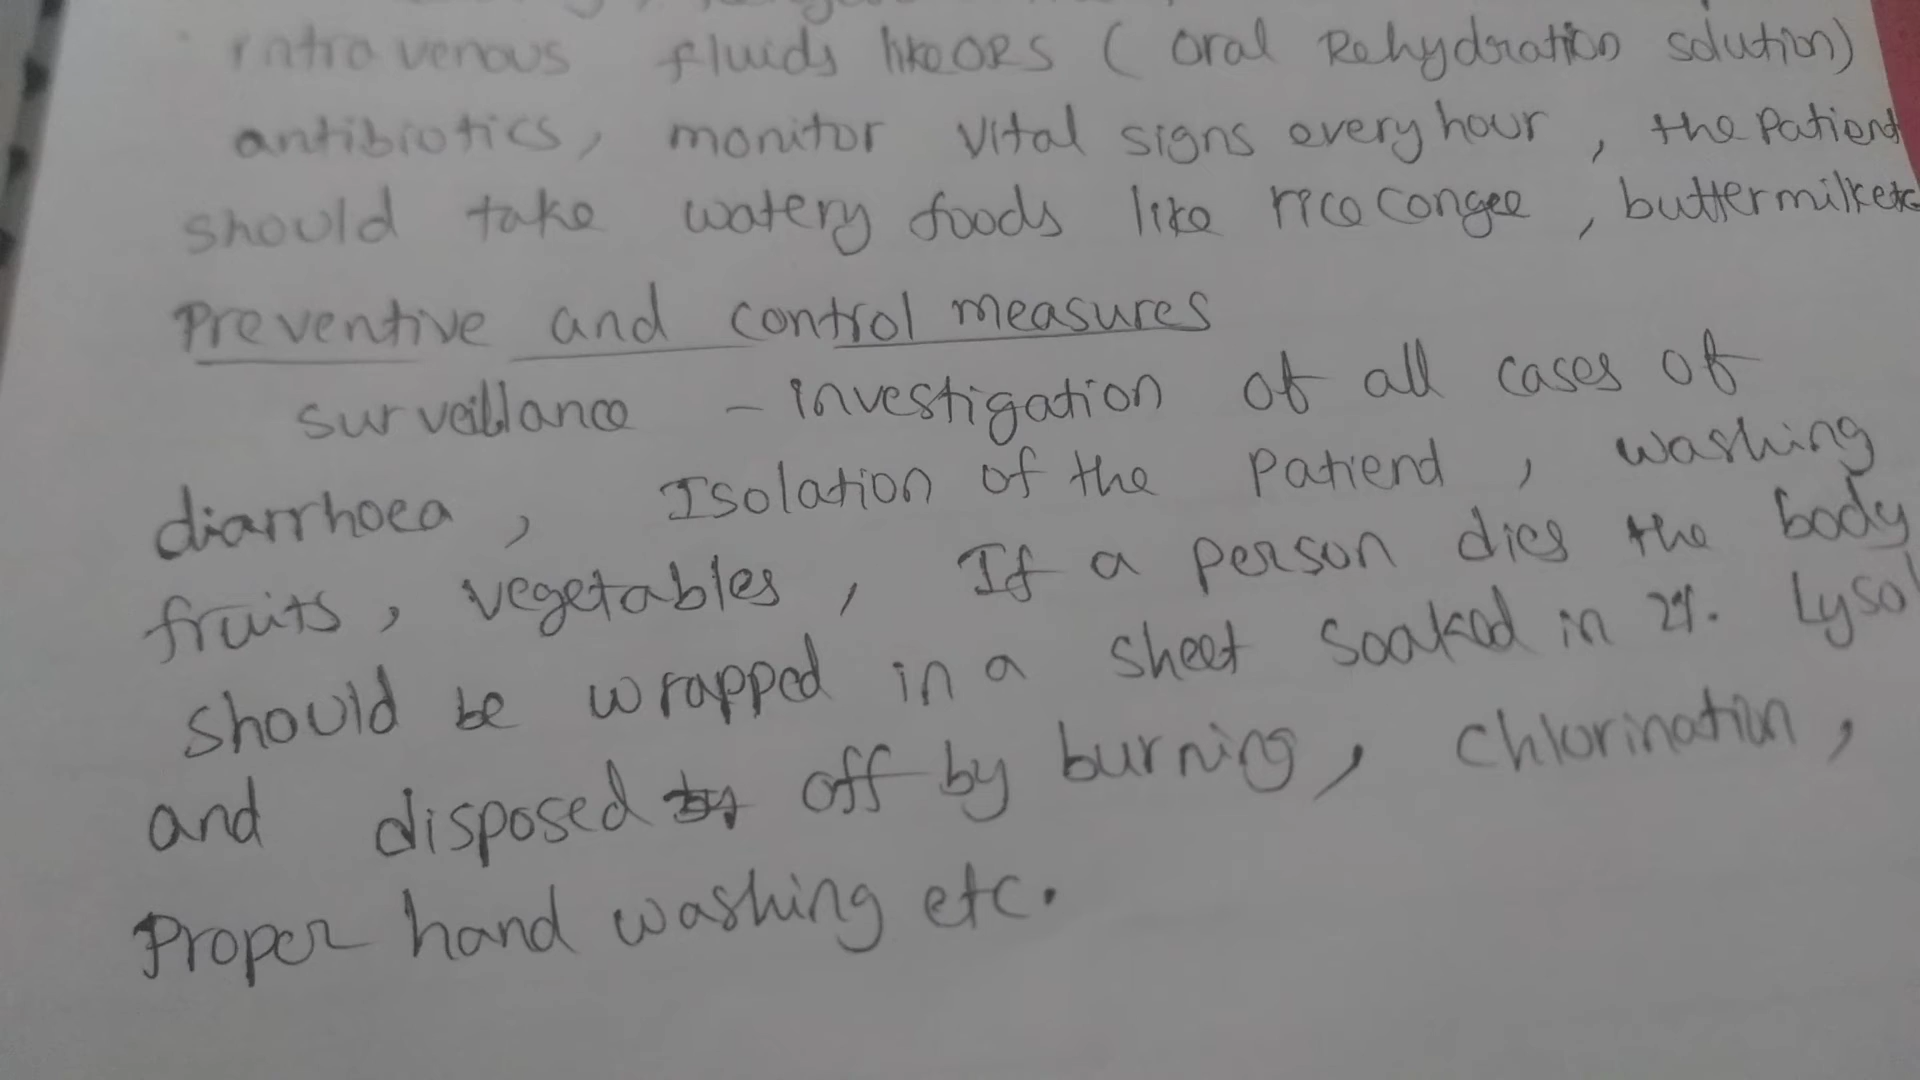 intravenous fluids like ORS ( Oral Rehydration solution)
antibiotics, monitor vital signs every hour , the Patiend
should take watery foods like rice congee , buttermilk etc
Preventive and control measures
surveillance - investigation of all cases of
diarrhoea , Isolation of the Patiend , washing
fruits , vegetables , If a person dies the body
should be wrapped in a sheet soaked in 2%. Lysol
and disposed off by burning, chlorination ,
Proper hand washing etc.